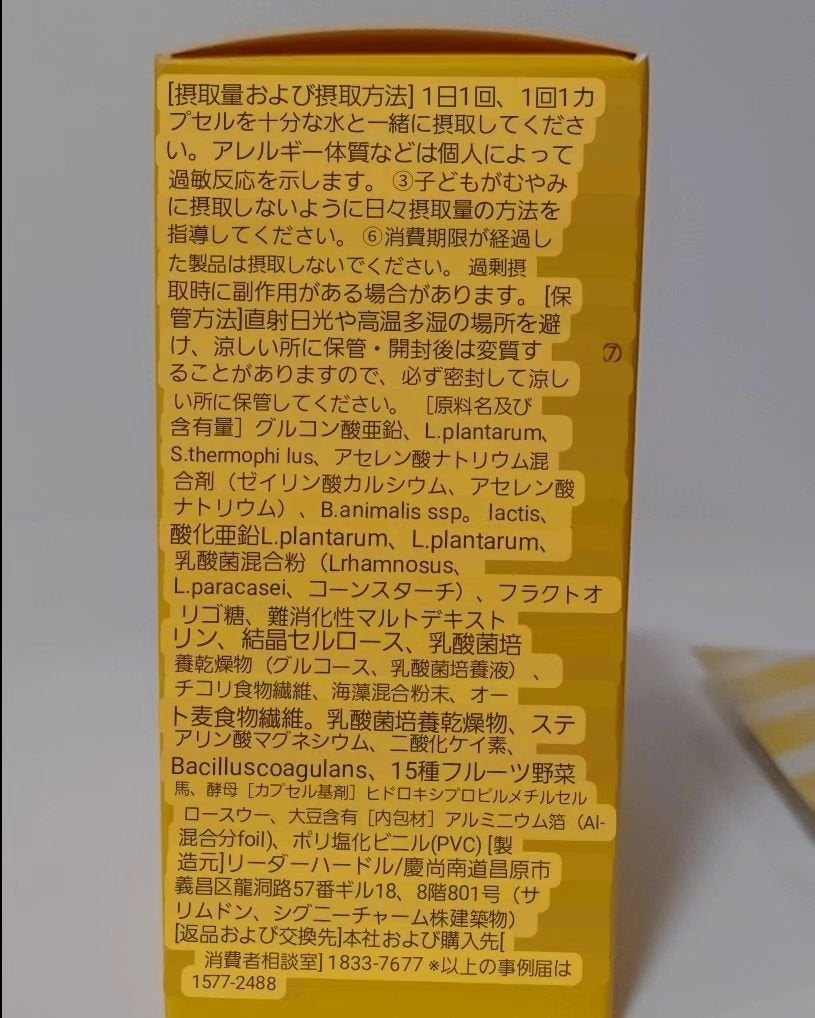 [摂取量および摂取方法] 1日1回、1回1カ
プセルを十分な水と一緒に摂取してくださ
い。アレルギー体質などは個人によって
過敏反応を示します。 ③子どもがむやみ
に摂取しないように日々摂取量の方法を
指導してください。 ⑥消費期限が経過し
た製品は摂取しないでください。 過剰摂
取時に副作用がある場合があります。 [保
管方法]直射日光や高温多湿の場所を避
け、涼しい所に保管・開封後は変質す
⑦
ることがありますので、必ず密封して涼し
い所に保管してください。 [原料名及び
含有量] グルコン酸亜鉛、L.plantarum、
S.thermophi lus、アセレン酸ナトリウム混
合剤(ゼイリン酸カルシウム、アセレン酸
ナトリウム)、B.animalis ssp。 lactis、
酸化亜鉛L.plantarum、L.plantarum、
乳酸菌混合粉(Lrhamnosus、
L.paracasei、コーンスターチ)、フラクトオ
リゴ糖、難消化性マルトデキスト
リン、結晶セルロース、乳酸菌培
養乾燥物(グルコース、乳酸菌培養液)、
チコリ食物繊維、海藻混合粉末、オー
ト麦食物繊維。乳酸菌培養乾燥物、ステ
アリン酸マグネシウム、二酸化ケイ素、
Bacilluscoagulans、15種フルーツ野菜
馬、酵母[カプセル基剤]ヒドロキシプロピルメチルセル
ロースウー、大豆含有[内包材]アルミニウム箔(Al-
混合分foil)、ポリ塩化ビニル(PVC) [製
造元]リーダーハードル/慶尚南道昌原市
義昌区龍洞路57番ギル18、8階801号(サ
リムドン、シグニーチャーム株建築物)
[返品および交換先]本社および購入先[
消費者相談室] 1833-7677 ※以上の事例届は
1577-2488